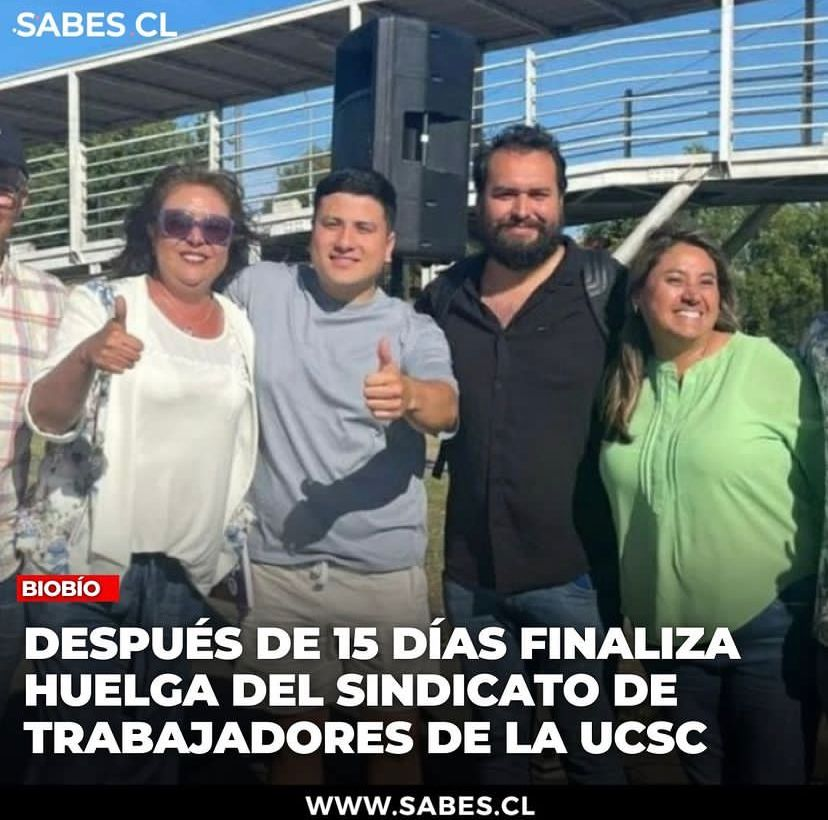 SABES CL
BIOBÍO
DESPUÉS DE 15 DÍAS FINALIZA
HUELGA DEL SINDICATO DE
TRABAJADORES DE LA UCSC
WWW.SABES.CL